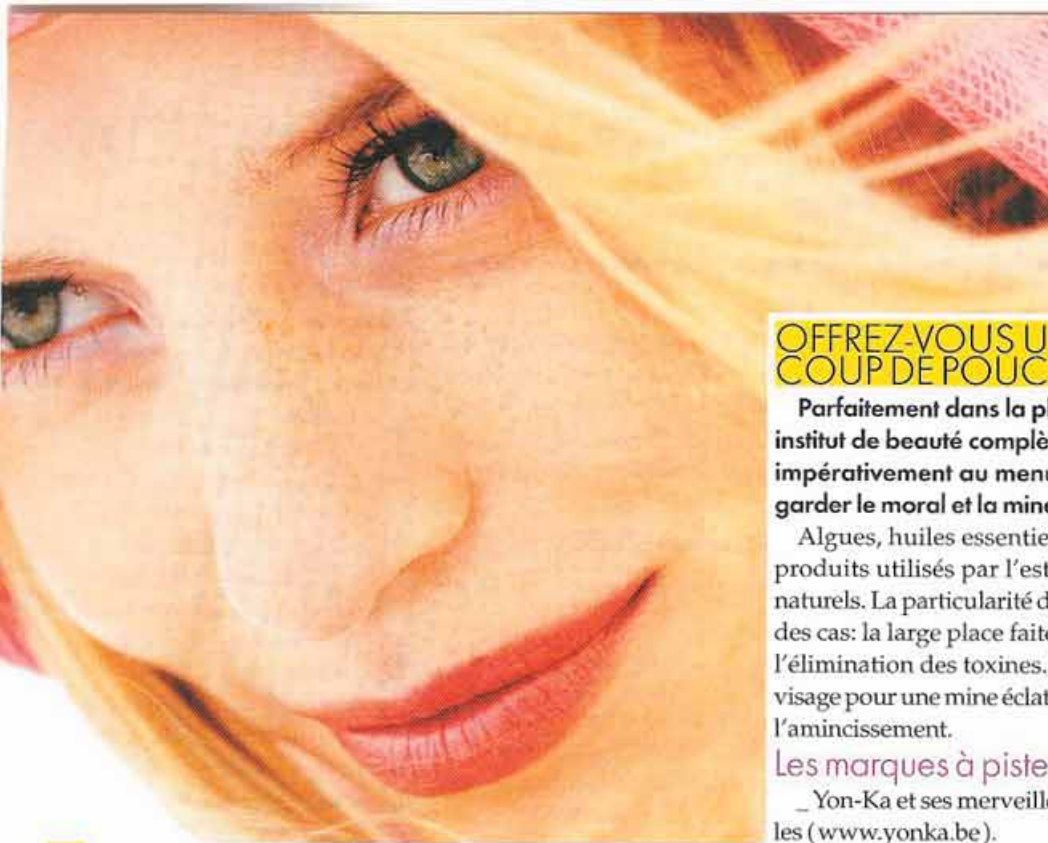 OFFREZ-VOUS U
COUP DE POUC
Parfaitement dans la pl
institut de beauté complè
impérativement au menu
garder le moral et la mine
Algues, huiles essentie
produits utilisés par l'est
naturels. La particularité d
des cas: la large place faite
l'élimination des toxines.
visage pour une mine éclat
l'amincissement.
Les marques à piste
_ Yon-Ka et ses merveille
les (www.yonka.be).